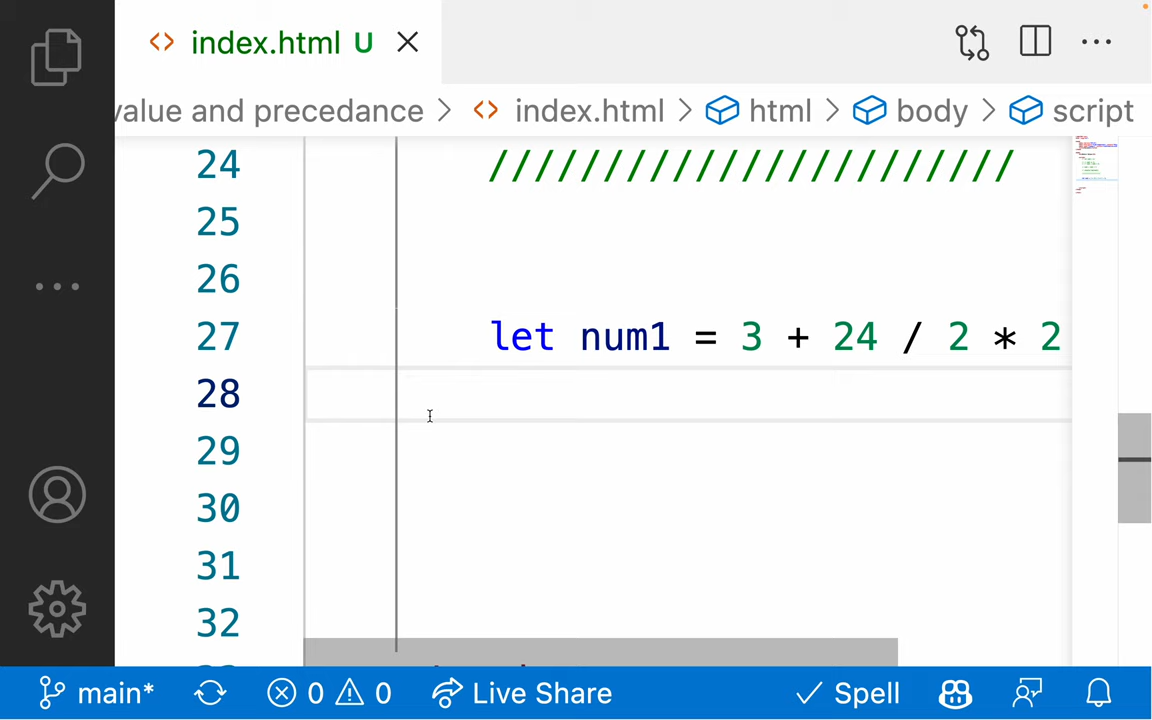 index.html U
value and precedance > index.html > html > body > script
24 ///////////////////////
25
26
27 let num1 = 3 + 24 / 2 * 2
28
29
30
31
32
main* 0 0 Live Share Spell